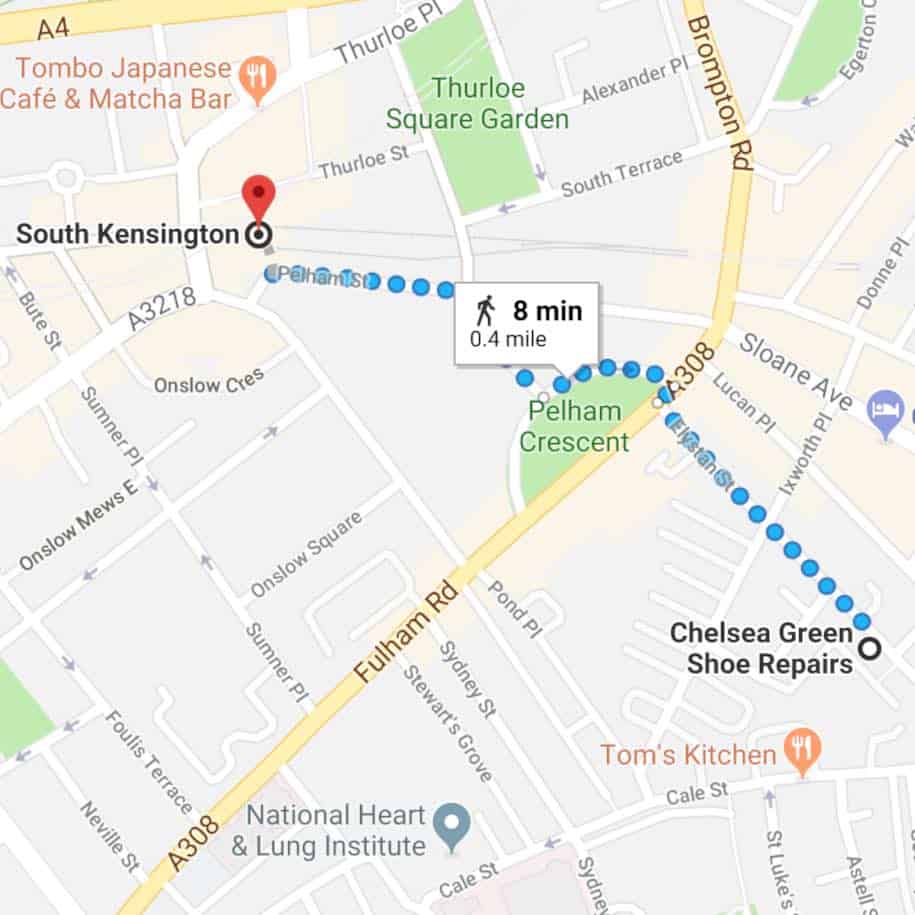 A4
Thurloe Pl
Tombo Japanese
Café & Matcha Bar
Thurloe
Square Garden
Alexander Pl
Brompton Rd
Thurloe St
South Terrace
South Kensington
Pelham St
8 min
0.4 mile
A3218
Bute St
Donne Pl
Sloane Ave
A308
Onslow Cres
Lucan Pl
Pelham
Crescent
Sumner Pl
Elystan St
Ixworth Pl
Onslow Mews E
Onslow Square
Fulham Rd
Pond Pl
Chelsea Green
Shoe Repairs
Sumner Pl
Sydney St
Stewart's Grove
Foulis Terrace
Tom's Kitchen
Cale St
National Heart
& Lung Institute
A308
Neville St
Cale St
Sydney
St Luke's
Astell S
Egerton C
Wa